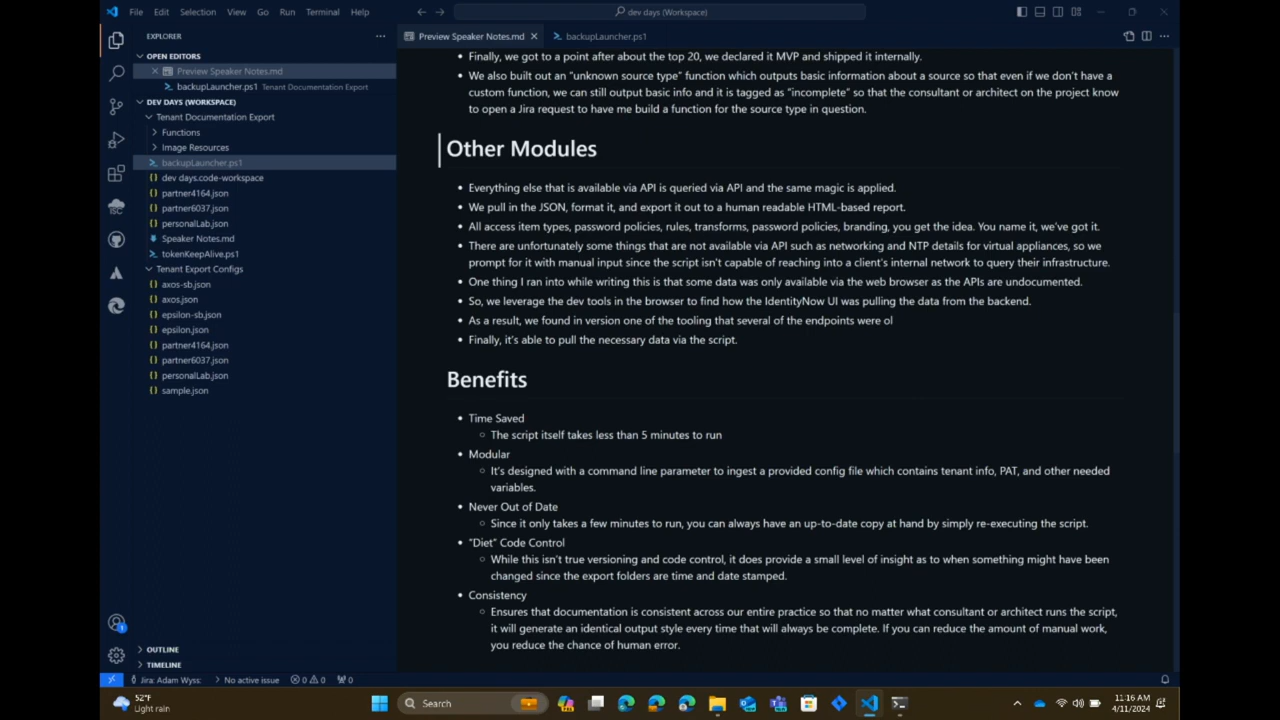 File Edit Selection View Go Run Terminal Help
dev days (Workspace)
EXPLORER
OPEN EDITORS
Preview Speaker Notes.md
backupLauncher.ps1 Tenant Documentation Export
DEV DAYS (WORKSPACE)
Tenant Documentation Export
Functions
Image Resources
backupLauncher.ps1
dev days.code-workspace
partner4164.json
partner6037.json
personalLab.json
Speaker Notes.md
tokenKeepAlive.ps1
Tenant Export Configs
axos-sb.json
axos.json
epsilon-sb.json
epsilon.json
partner4164.json
partner6037.json
personalLab.json
sample.json
OUTLINE
TIMELINE
Preview Speaker Notes.md
backupLauncher.ps1
• Finally, we got to a point after about the top 20, we declared it MVP and shipped it internally.
• We also built out an "unknown source type" function which outputs basic information about a source so that even if we don't have a
custom function, we can still output basic info and it is tagged as "incomplete" so that the consultant or architect on the project know
to open a Jira request to have me build a function for the source type in question.
Other Modules
• Everything else that is available via API is queried via API and the same magic is applied.
• We pull in the JSON, format it, and export it out to a human readable HTML-based report.
• All access item types, password policies, rules, transforms, password policies, branding, you get the idea. You name it, we've got it.
• There are unfortunately some things that are not available via API such as networking and NTP details for virtual appliances, so we
prompt for it with manual input since the script isn't capable of reaching into a client's internal network to query their infrastructure.
• One thing I ran into while writing this is that some data was only available via the web browser as the APIs are undocumented.
• So, we leverage the dev tools in the browser to find how the IdentityNow UI was pulling the data from the backend.
• As a result, we found in version one of the tooling that several of the endpoints were ol
• Finally, it's able to pull the necessary data via the script.
Benefits
• Time Saved
○ The script itself takes less than 5 minutes to run
• Modular
○ It's designed with a command line parameter to ingest a provided config file which contains tenant info, PAT, and other needed
variables.
• Never Out of Date
○ Since it only takes a few minutes to run, you can always have an up-to-date copy at hand by simply re-executing the script.
• "Diet" Code Control
○ While this isn't true versioning and code control, it does provide a small level of insight as to when something might have been
changed since the export folders are time and date stamped.
• Consistency
○ Ensures that documentation is consistent across our entire practice so that no matter what consultant or architect runs the script,
it will generate an identical output style every time that will always be complete. If you can reduce the amount of manual work,
you reduce the chance of human error.
Jira: Adam Wyss: No active issue 0 0 0
52°F
Light rain
Search
11:16 AM
4/11/2024